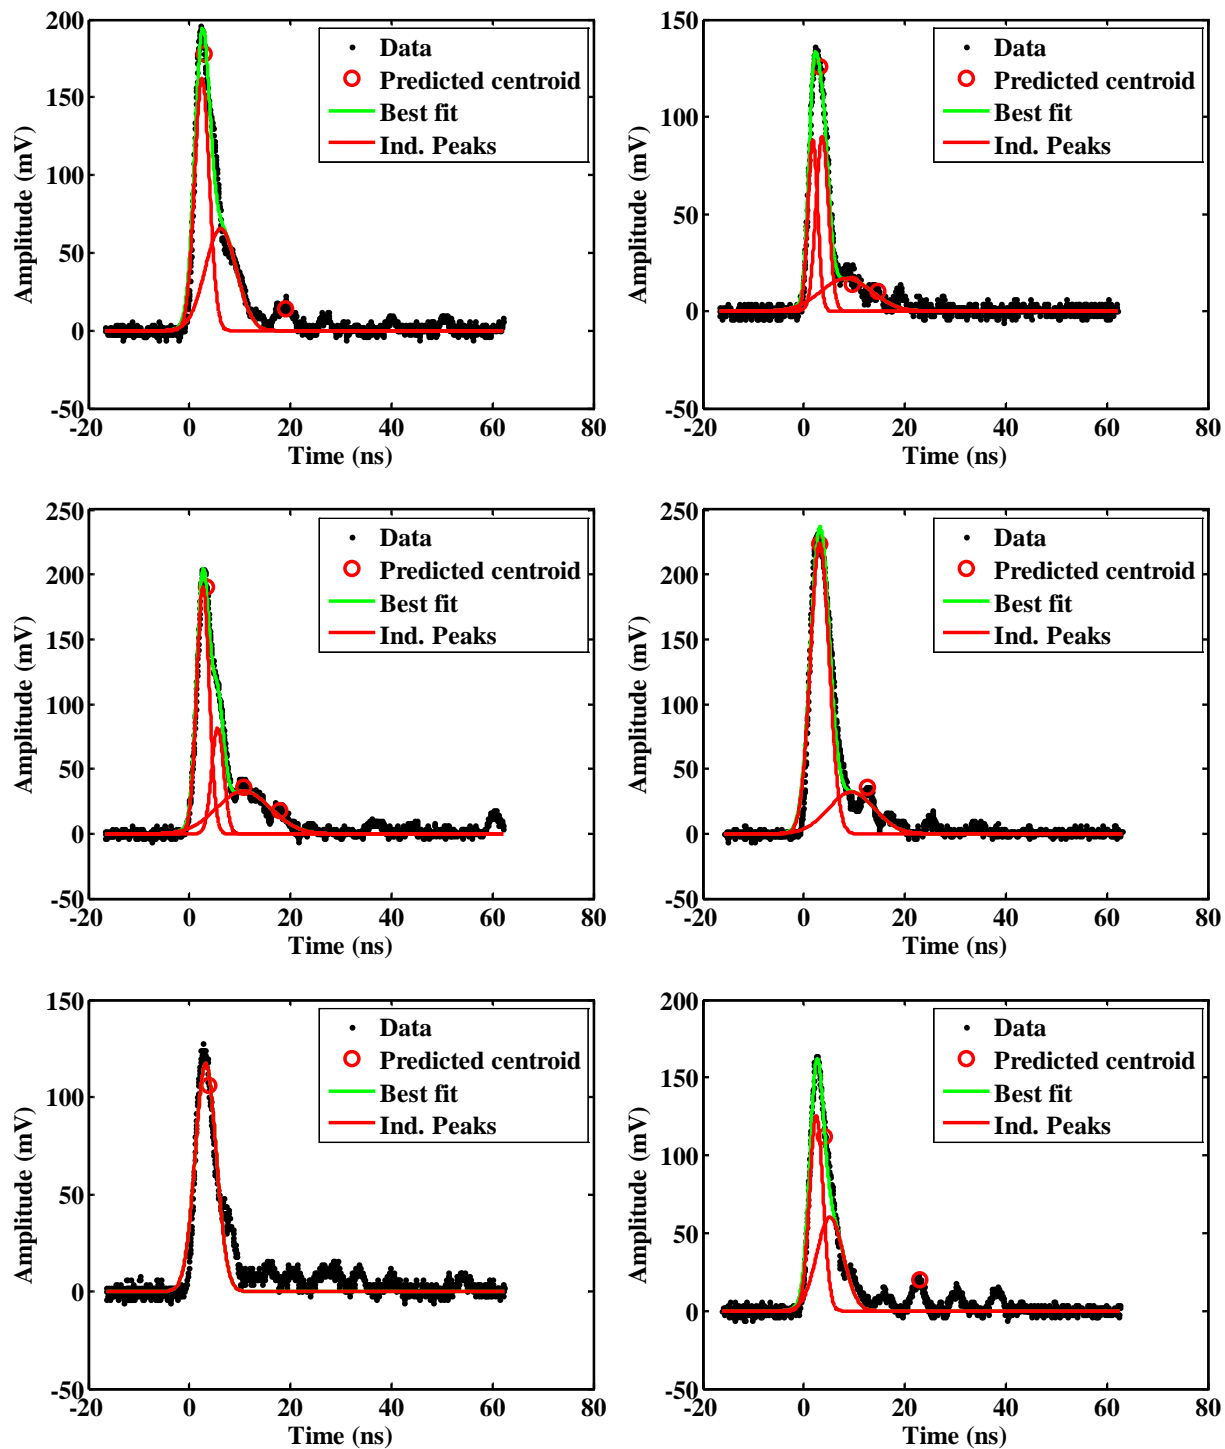 200
150
100
50
0
-50
-20 0 20 40 60 80
Time (ns)
Amplitude (mV)
Data
Predicted centroid
Best fit
Ind. Peaks
150
100
50
0
-50
-20 0 20 40 60 80
Time (ns)
Amplitude (mV)
Data
Predicted centroid
Best fit
Ind. Peaks
250
200
150
100
50
0
-50
-20 0 20 40 60 80
Time (ns)
Amplitude (mV)
Data
Predicted centroid
Best fit
Ind. Peaks
250
200
150
100
50
0
-50
-20 0 20 40 60 80
Time (ns)
Amplitude (mV)
Data
Predicted centroid
Best fit
Ind. Peaks
150
100
50
0
-50
-20 0 20 40 60 80
Time (ns)
Amplitude (mV)
Data
Predicted centroid
Best fit
Ind. Peaks
200
150
100
50
0
-50
-20 0 20 40 60 80
Time (ns)
Amplitude (mV)
Data
Predicted centroid
Best fit
Ind. Peaks